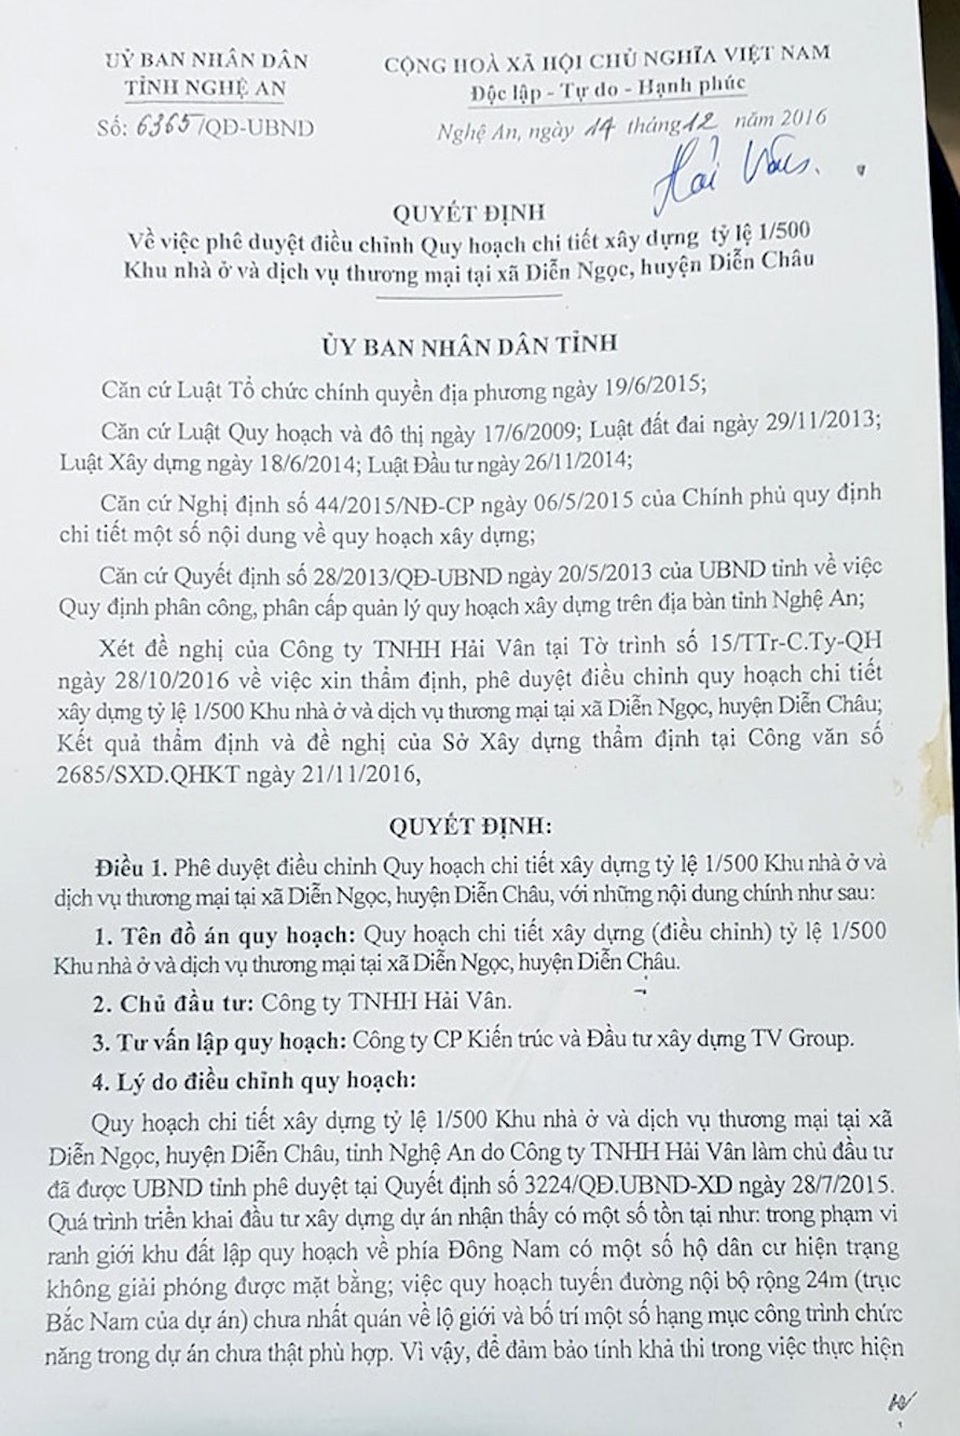 UỶ BAN NHÂN DÂN
TỈNH NGHỆ AN
Số: 6365/QĐ-UBND
CỘNG HOÀ XÃ HỘI CHỦ NGHĨA VIỆT NAM
Độc lập - Tự do - Hạnh phúc
Nghệ An, ngày 14 tháng 12 năm 2016
Hải Vân.
QUYẾT ĐỊNH
Về việc phê duyệt điều chỉnh Quy hoạch chi tiết xây dựng tỷ lệ 1/500
Khu nhà ở và dịch vụ thương mại tại xã Diễn Ngọc, huyện Diễn Châu
ỦY BAN NHÂN DÂN TỈNH
Căn cứ Luật Tổ chức chính quyền địa phương ngày 19/6/2015;
Căn cứ Luật Quy hoạch và đô thị ngày 17/6/2009; Luật đất đai ngày 29/11/2013;
Luật Xây dựng ngày 18/6/2014; Luật Đầu tư ngày 26/11/2014;
Căn cứ Nghị định số 44/2015/NĐ-CP ngày 06/5/2015 của Chính phủ quy định
chi tiết một số nội dung về quy hoạch xây dựng;
Căn cứ Quyết định số 28/2013/QĐ-UBND ngày 20/5/2013 của UBND tỉnh về việc
Quy định phân công, phân cấp quản lý quy hoạch xây dựng trên địa bàn tỉnh Nghệ An;
Xét đề nghị của Công ty TNHH Hải Vân tại Tờ trình số 15/TTr-C.Ty-QH
ngày 28/10/2016 về việc xin thẩm định, phê duyệt điều chỉnh quy hoạch chi tiết
xây dựng tỷ lệ 1/500 Khu nhà ở và dịch vụ thương mại tại xã Diễn Ngọc, huyện Diễn Châu;
Kết quả thẩm định và đề nghị của Sở Xây dựng thẩm định tại Công văn số
2685/SXD.QHKT ngày 21/11/2016,
QUYẾT ĐỊNH:
Điều 1. Phê duyệt điều chỉnh Quy hoạch chi tiết xây dựng tỷ lệ 1/500 Khu nhà ở và
dịch vụ thương mại tại xã Diễn Ngọc, huyện Diễn Châu, với những nội dung chính như sau:
1. Tên đồ án quy hoạch: Quy hoạch chi tiết xây dựng (điều chỉnh) tỷ lệ 1/500
Khu nhà ở và dịch vụ thương mại tại xã Diễn Ngọc, huyện Diễn Châu.
2. Chủ đầu tư: Công ty TNHH Hải Vân.
3. Tư vấn lập quy hoạch: Công ty CP Kiến trúc và Đầu tư xây dựng TV Group.
4. Lý do điều chỉnh quy hoạch:
Quy hoạch chi tiết xây dựng tỷ lệ 1/500 Khu nhà ở và dịch vụ thương mại tại xã
Diễn Ngọc, huyện Diễn Châu, tỉnh Nghệ An do Công ty TNHH Hải Vân làm chủ đầu tư
đã được UBND tỉnh phê duyệt tại Quyết định số 3224/QĐ.UBND-XD ngày 28/7/2015.
Quá trình triển khai đầu tư xây dựng dự án nhận thấy có một số tồn tại như: trong phạm vi
ranh giới khu đất lập quy hoạch về phía Đông Nam có một số hộ dân cư hiện trạng
không giải phóng được mặt bằng; việc quy hoạch tuyến đường nội bộ rộng 24m (trục
Bắc Nam của dự án) chưa nhất quán về lộ giới và bố trí một số hạng mục công trình chức
năng trong dự án chưa thật phù hợp. Vì vậy, để đảm bảo tính khả thi trong việc thực hiện
1